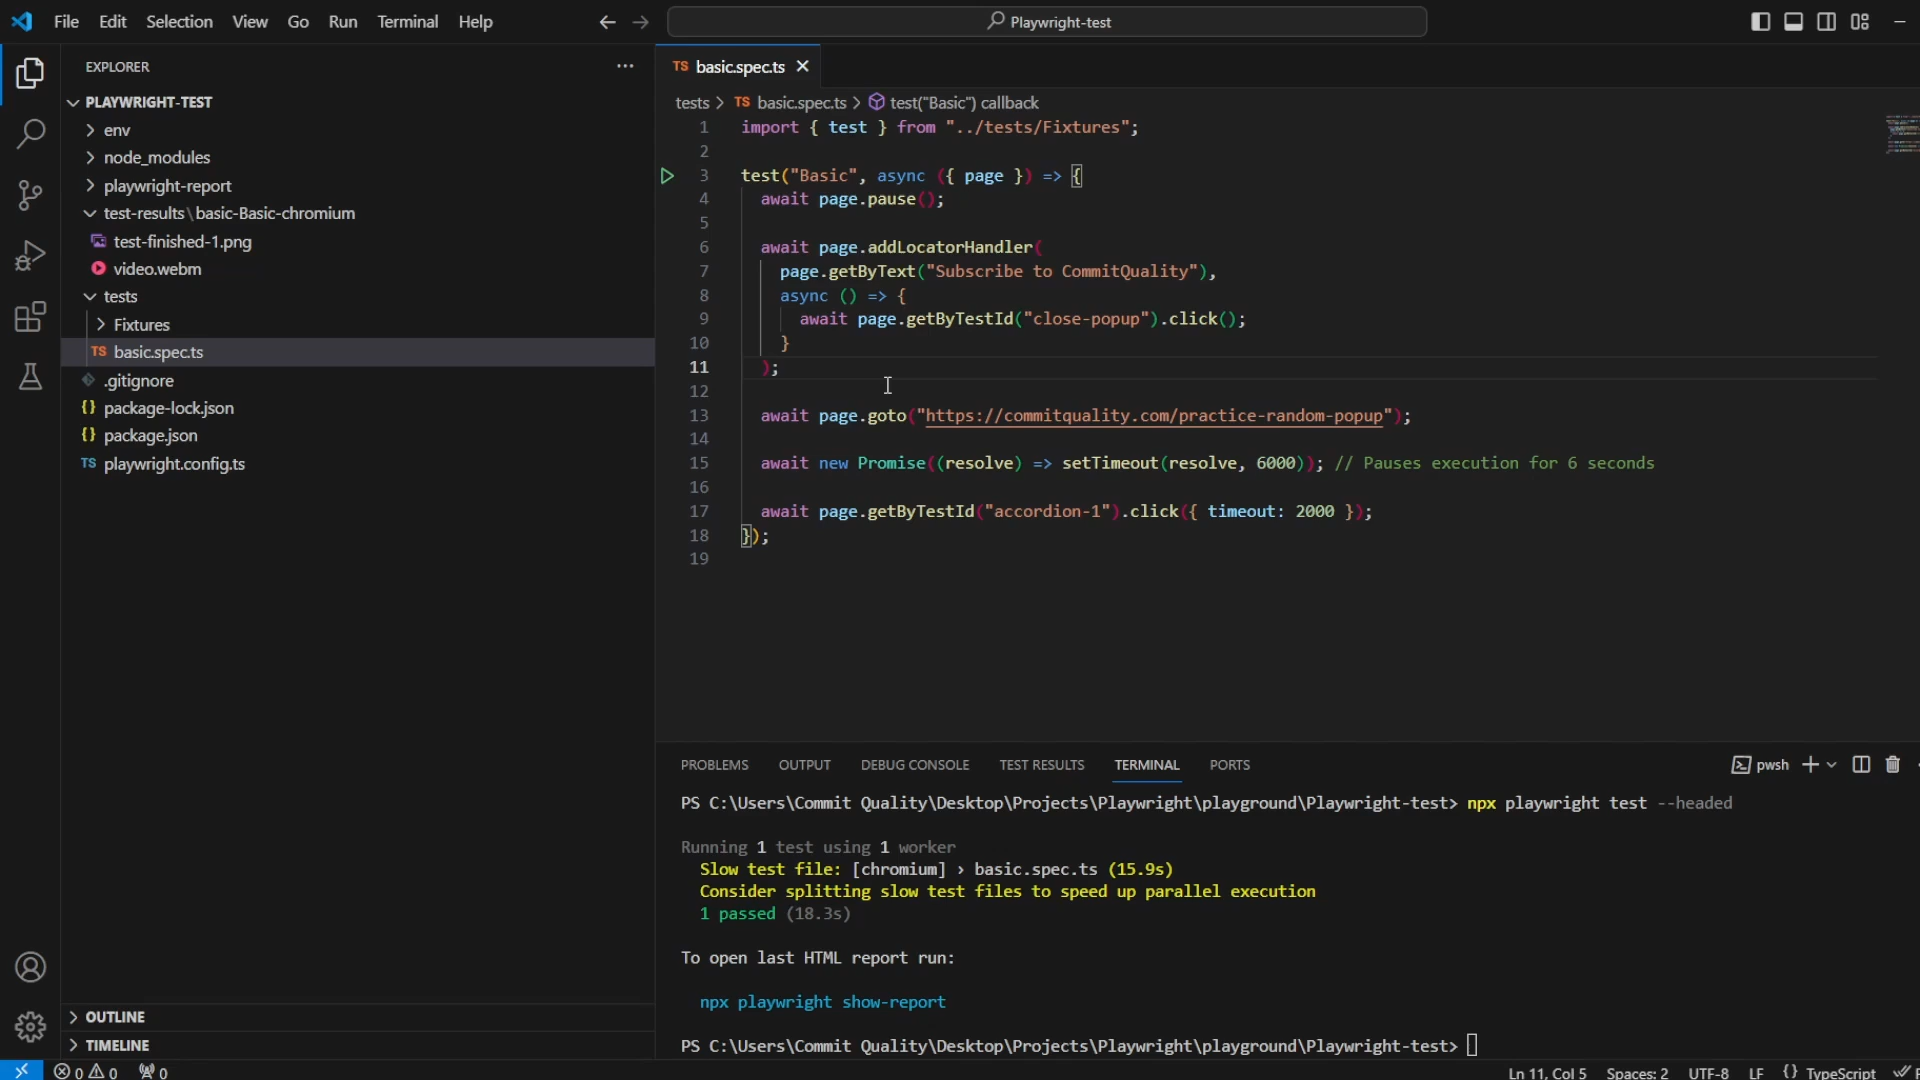 File Edit Selection View Go Run Terminal Help
Playwright-test
EXPLORER
PLAYWRIGHT-TEST
env
node_modules
playwright-report
test-results\basic-Basic-chromium
test-finished-1.png
video.webm
tests
Fixtures
TS basic.spec.ts
.gitignore
{} package-lock.json
{} package.json
TS playwright.config.ts
OUTLINE
TIMELINE
TS basic.spec.ts
tests > TS basic.spec.ts > test("Basic") callback
1 import { test } from "../tests/Fixtures";
2
3 test("Basic", async ({ page }) => {
4 await page.pause();
5
6 await page.addLocatorHandler(
7 page.getByText("Subscribe to CommitQuality"),
8 async () => {
9 await page.getByTestId("close-popup").click();
10 }
11 );
12
13 await page.goto("https://commitquality.com/practice-random-popup");
14
15 await new Promise((resolve) => setTimeout(resolve, 6000)); // Pauses execution for 6 seconds
16
17 await page.getByTestId("accordion-1").click({ timeout: 2000 });
18 });
19
PROBLEMS OUTPUT DEBUG CONSOLE TEST RESULTS TERMINAL PORTS
pwsh
PS C:\Users\Commit Quality\Desktop\Projects\Playwright\playground\Playwright-test> npx playwright test --headed
Running 1 test using 1 worker
Slow test file: [chromium] › basic.spec.ts (15.9s)
Consider splitting slow test files to speed up parallel execution
1 passed (18.3s)
To open last HTML report run:
npx playwright show-report
PS C:\Users\Commit Quality\Desktop\Projects\Playwright\playground\Playwright-test>
0 0 0
Ln 11, Col 5 Spaces: 2 UTF-8 LF {} TypeScript